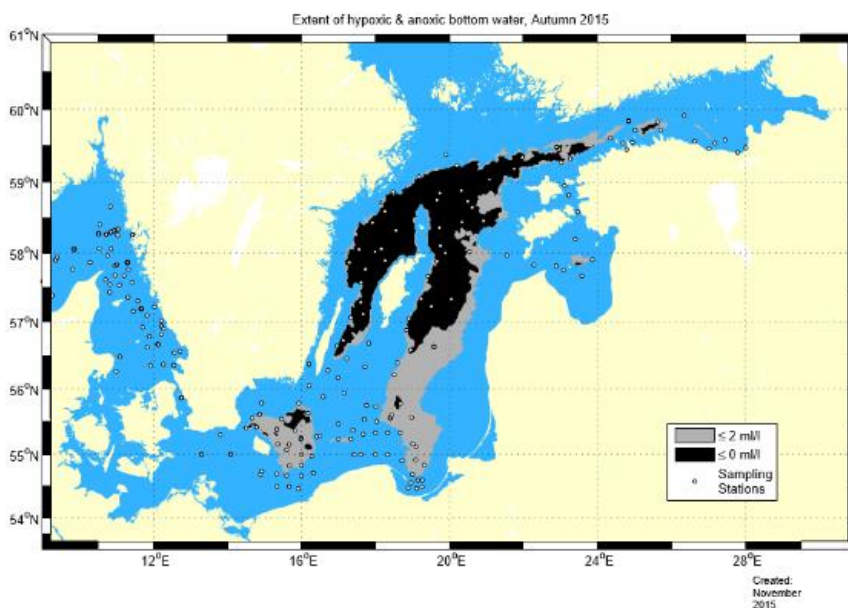 Extent of hypoxic & anoxic bottom water, Autumn 2015
61°N
60°N
59°N
58°N
57°N
56°N
55°N
54°N
≤ 2 ml/l
≤ 0 ml/l
Sampling
Stations
12°E
16°E
20°E
24°E
28°E
Created:
November
2015